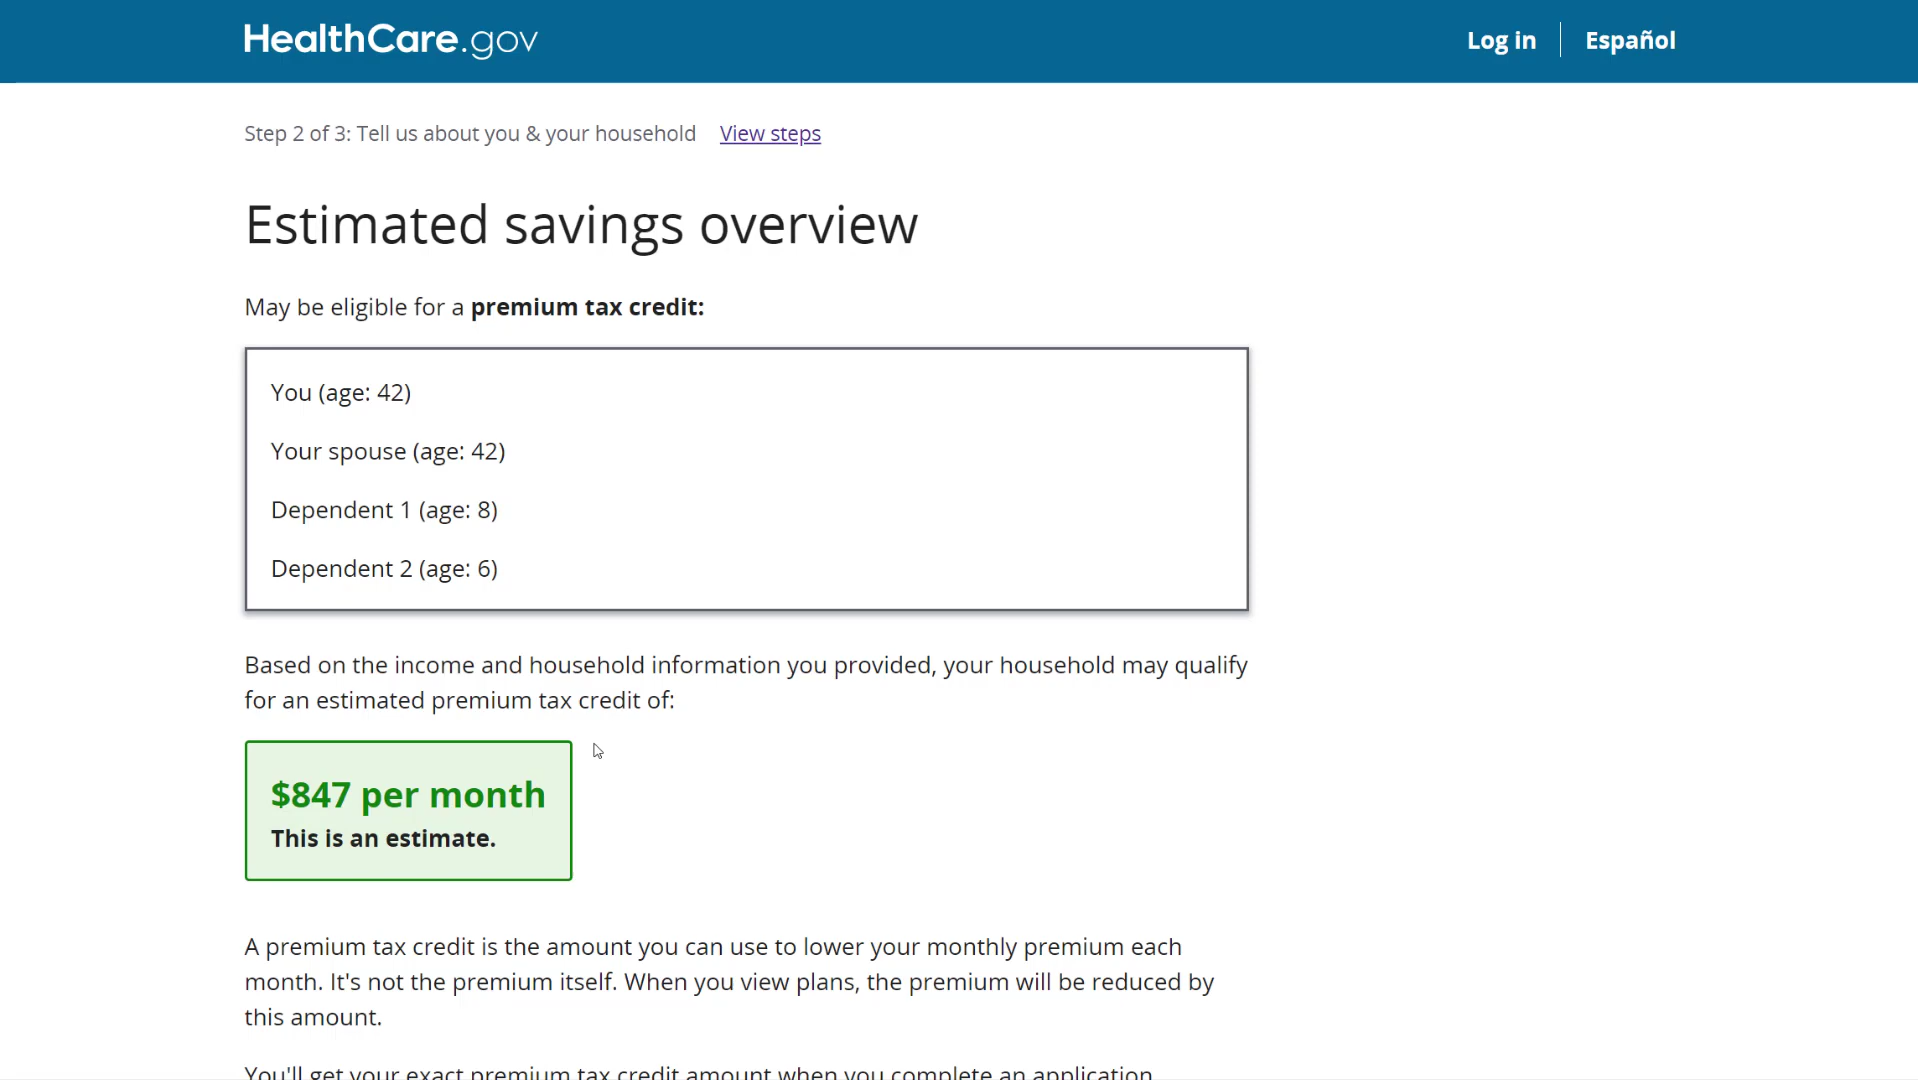 HealthCare.gov
Log in
Español
Step 2 of 3: Tell us about you & your household View steps
Estimated savings overview
May be eligible for a premium tax credit:
You (age: 42)
Your spouse (age: 42)
Dependent 1 (age: 8)
Dependent 2 (age: 6)
Based on the income and household information you provided, your household may qualify
for an estimated premium tax credit of:
$847 per month
This is an estimate.
A premium tax credit is the amount you can use to lower your monthly premium each
month. It's not the premium itself. When you view plans, the premium will be reduced by
this amount.
You'll get your exact premium tax credit amount when you complete an application